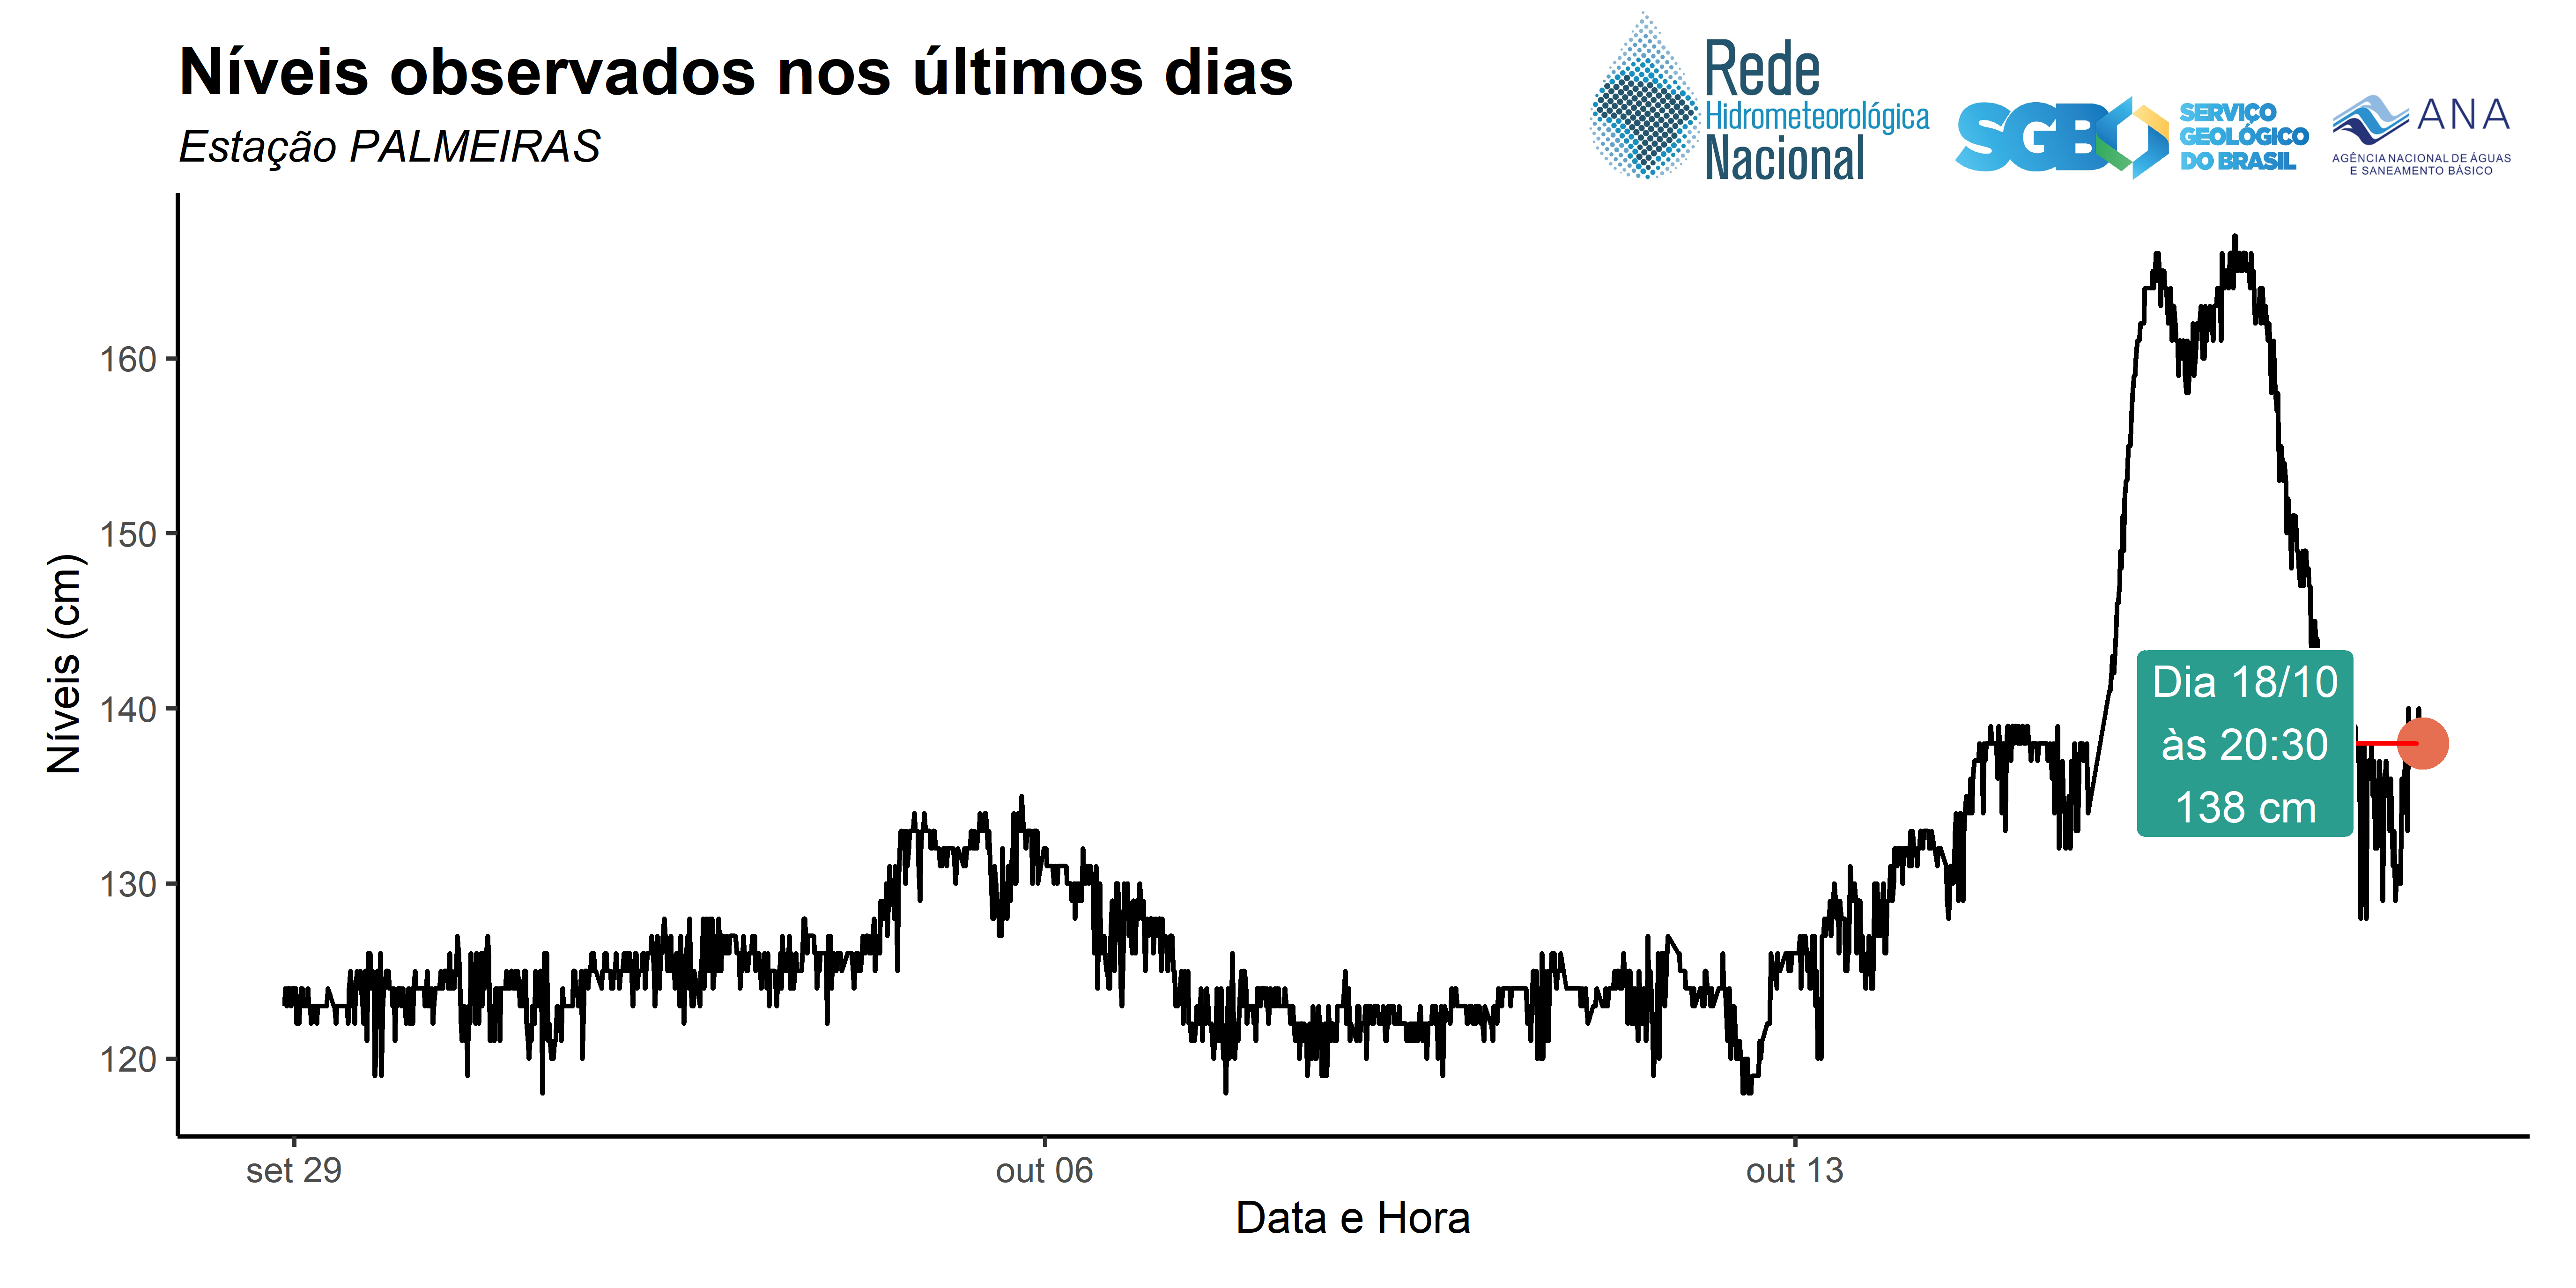 Níveis observados nos últimos dias
Estação PALMEIRAS
Rede
Hidrometeorológica
Nacional
SGB
SERVIÇO
GEOLÓGICO
DO BRASIL
ANA
AGÊNCIA NACIONAL DE ÁGUAS
E SANEAMENTO BÁSICO
Níveis (cm)
160
150
140
130
120
Dia 18/10
às 20:30
138 cm
set 29
out 06
out 13
Data e Hora